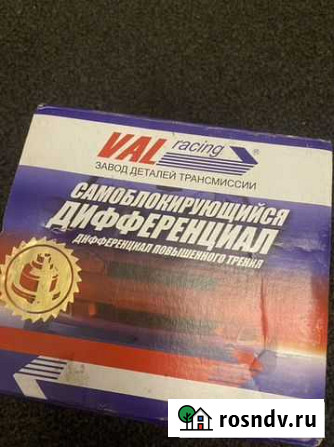 VAL racing ®
ЗАВОД ДЕТАЛЕЙ ТРАНСМИССИИ
САМОБЛОКИРУЮЩИЙСЯ
ДИФФЕРЕНЦИАЛ
ДИФФЕРЕНЦИАЛ ПОВЫШЕННОГО ТРЕНИЯ
rosndv.ru